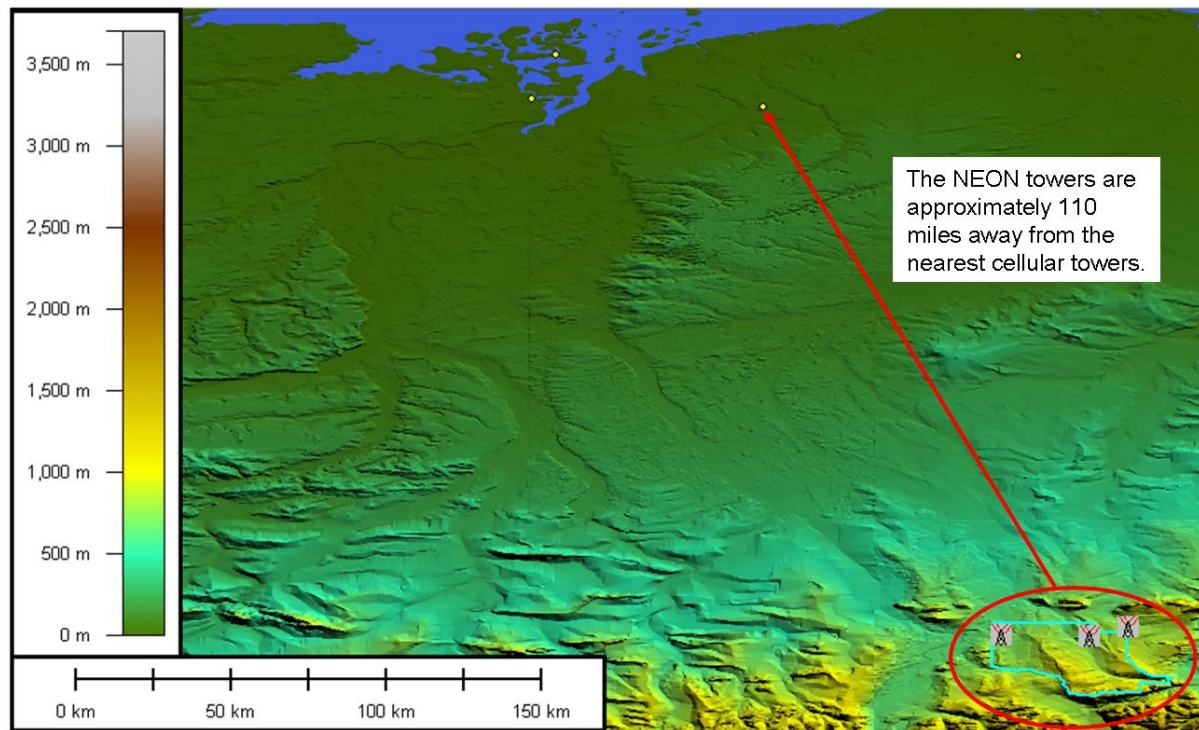 3,500 m
3,000 m
2,500 m
2,000 m
1,500 m
1,000 m
500 m
0 m
The NEON towers are
approximately 110
miles away from the
nearest cellular towers.
0 km 50 km 100 km 150 km